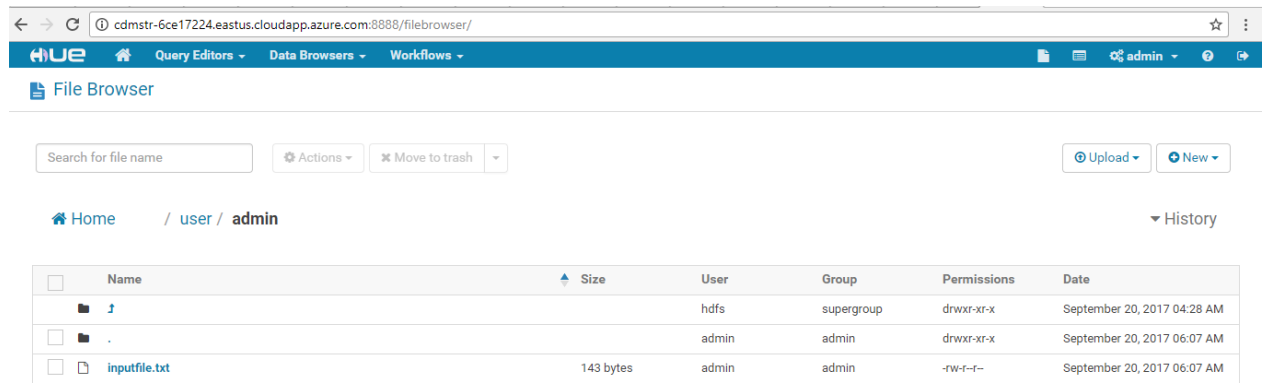 cdmstr-6ce17224.eastus.cloudapp.azure.com:8888/filebrowser/
HUE Query Editors Data Browsers Workflows admin
File Browser
Search for file name Actions Move to trash Upload New
Home / user / admin History
Name Size User Group Permissions Date
hdfs supergroup drwxr-xr-x September 20, 2017 04:28 AM
. admin admin drwxr-xr-x September 20, 2017 06:07 AM
inputfile.txt 143 bytes admin admin -rw-r--r-- September 20, 2017 06:07 AM